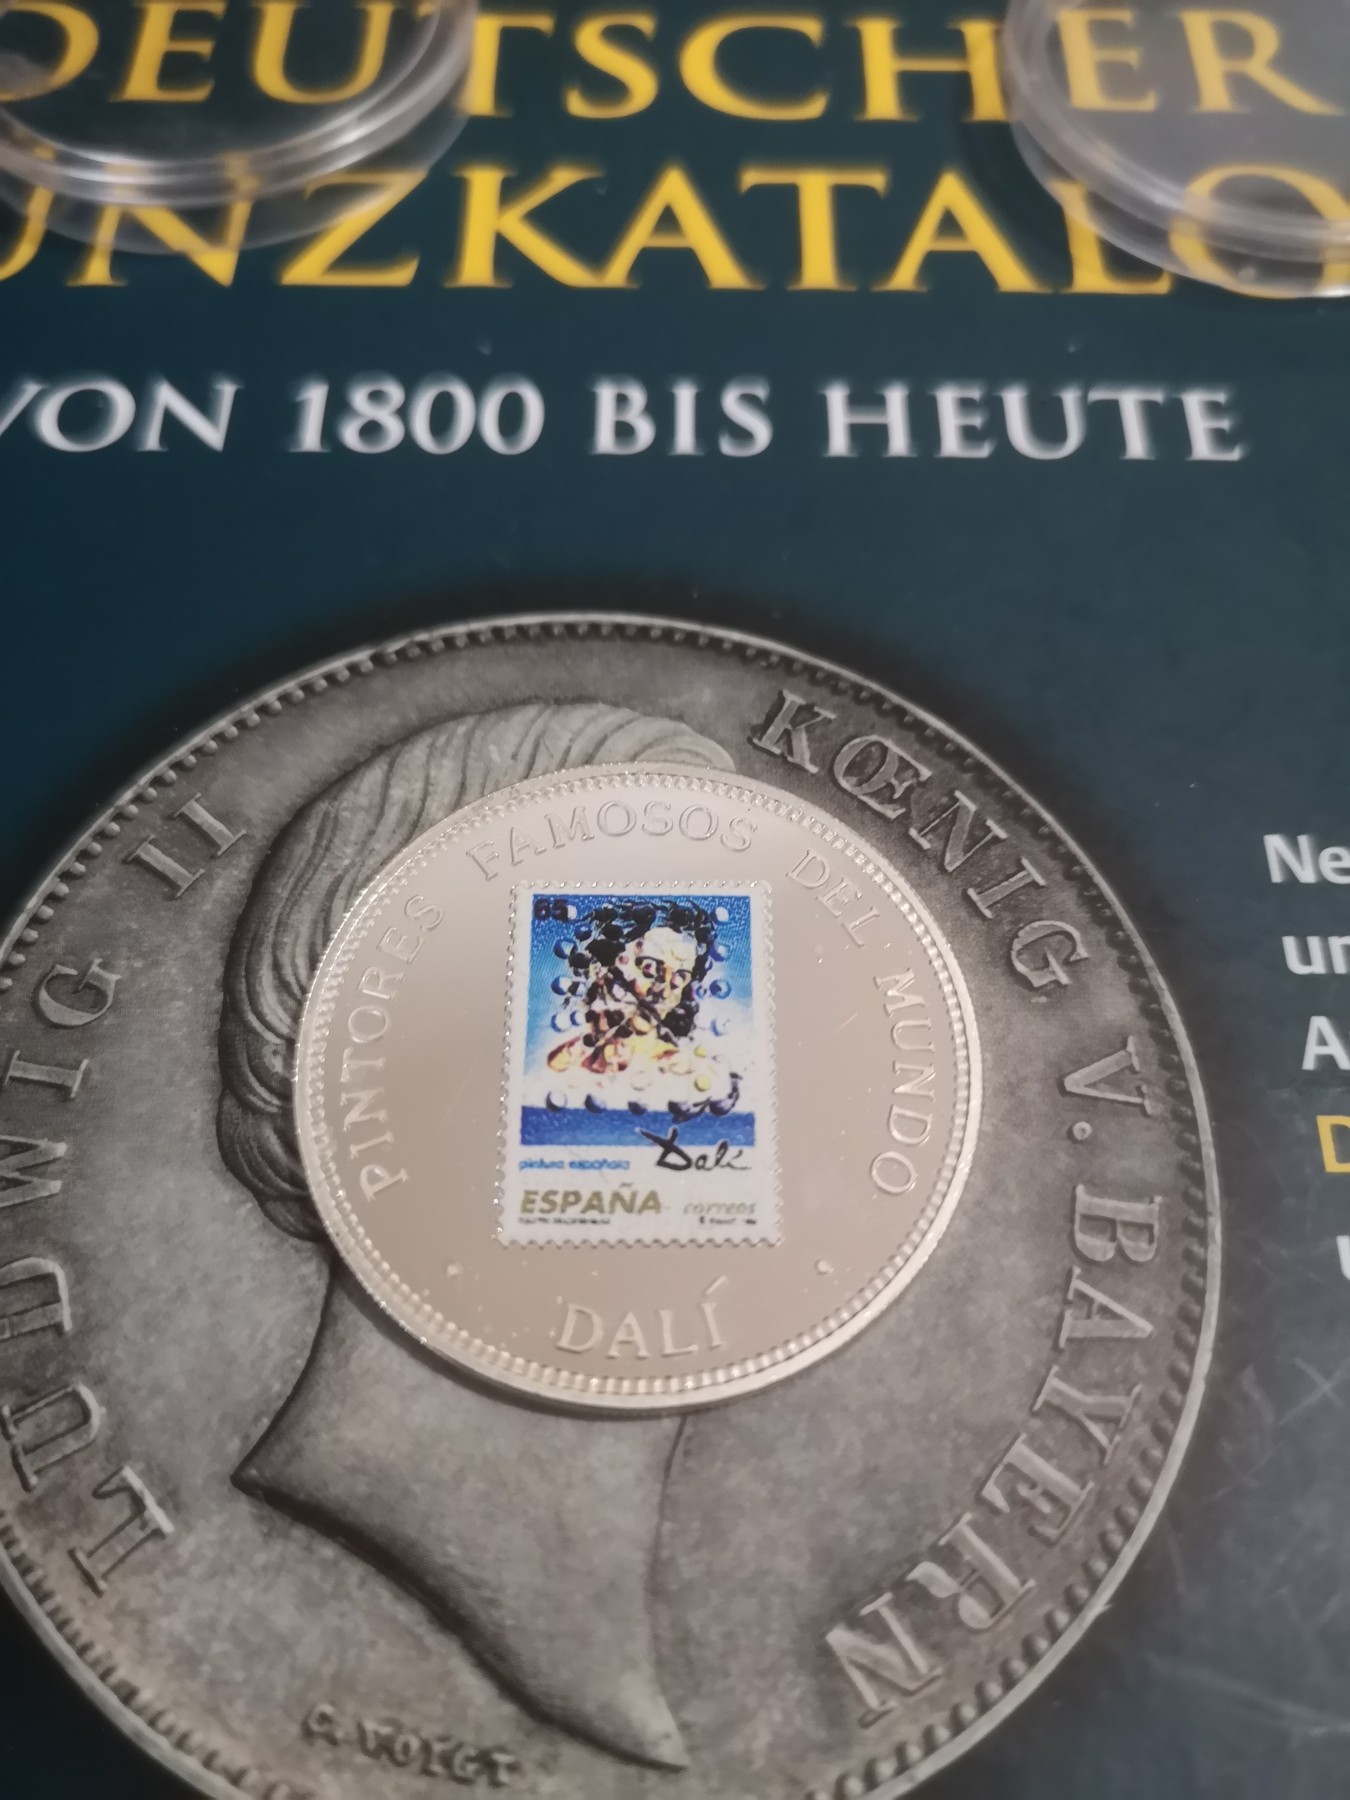 DEUTSCHER
ÜNZKATALO
VON 1800 BIS HEUTE
LUDWIG II KŒNIG V. BAYERN
C. VOIGT
PINTORES FAMOSOS DEL MUNDO
65
Dalí
pintura española
ESPAÑA correos
· DALÍ ·
Ne
un
A
D
u